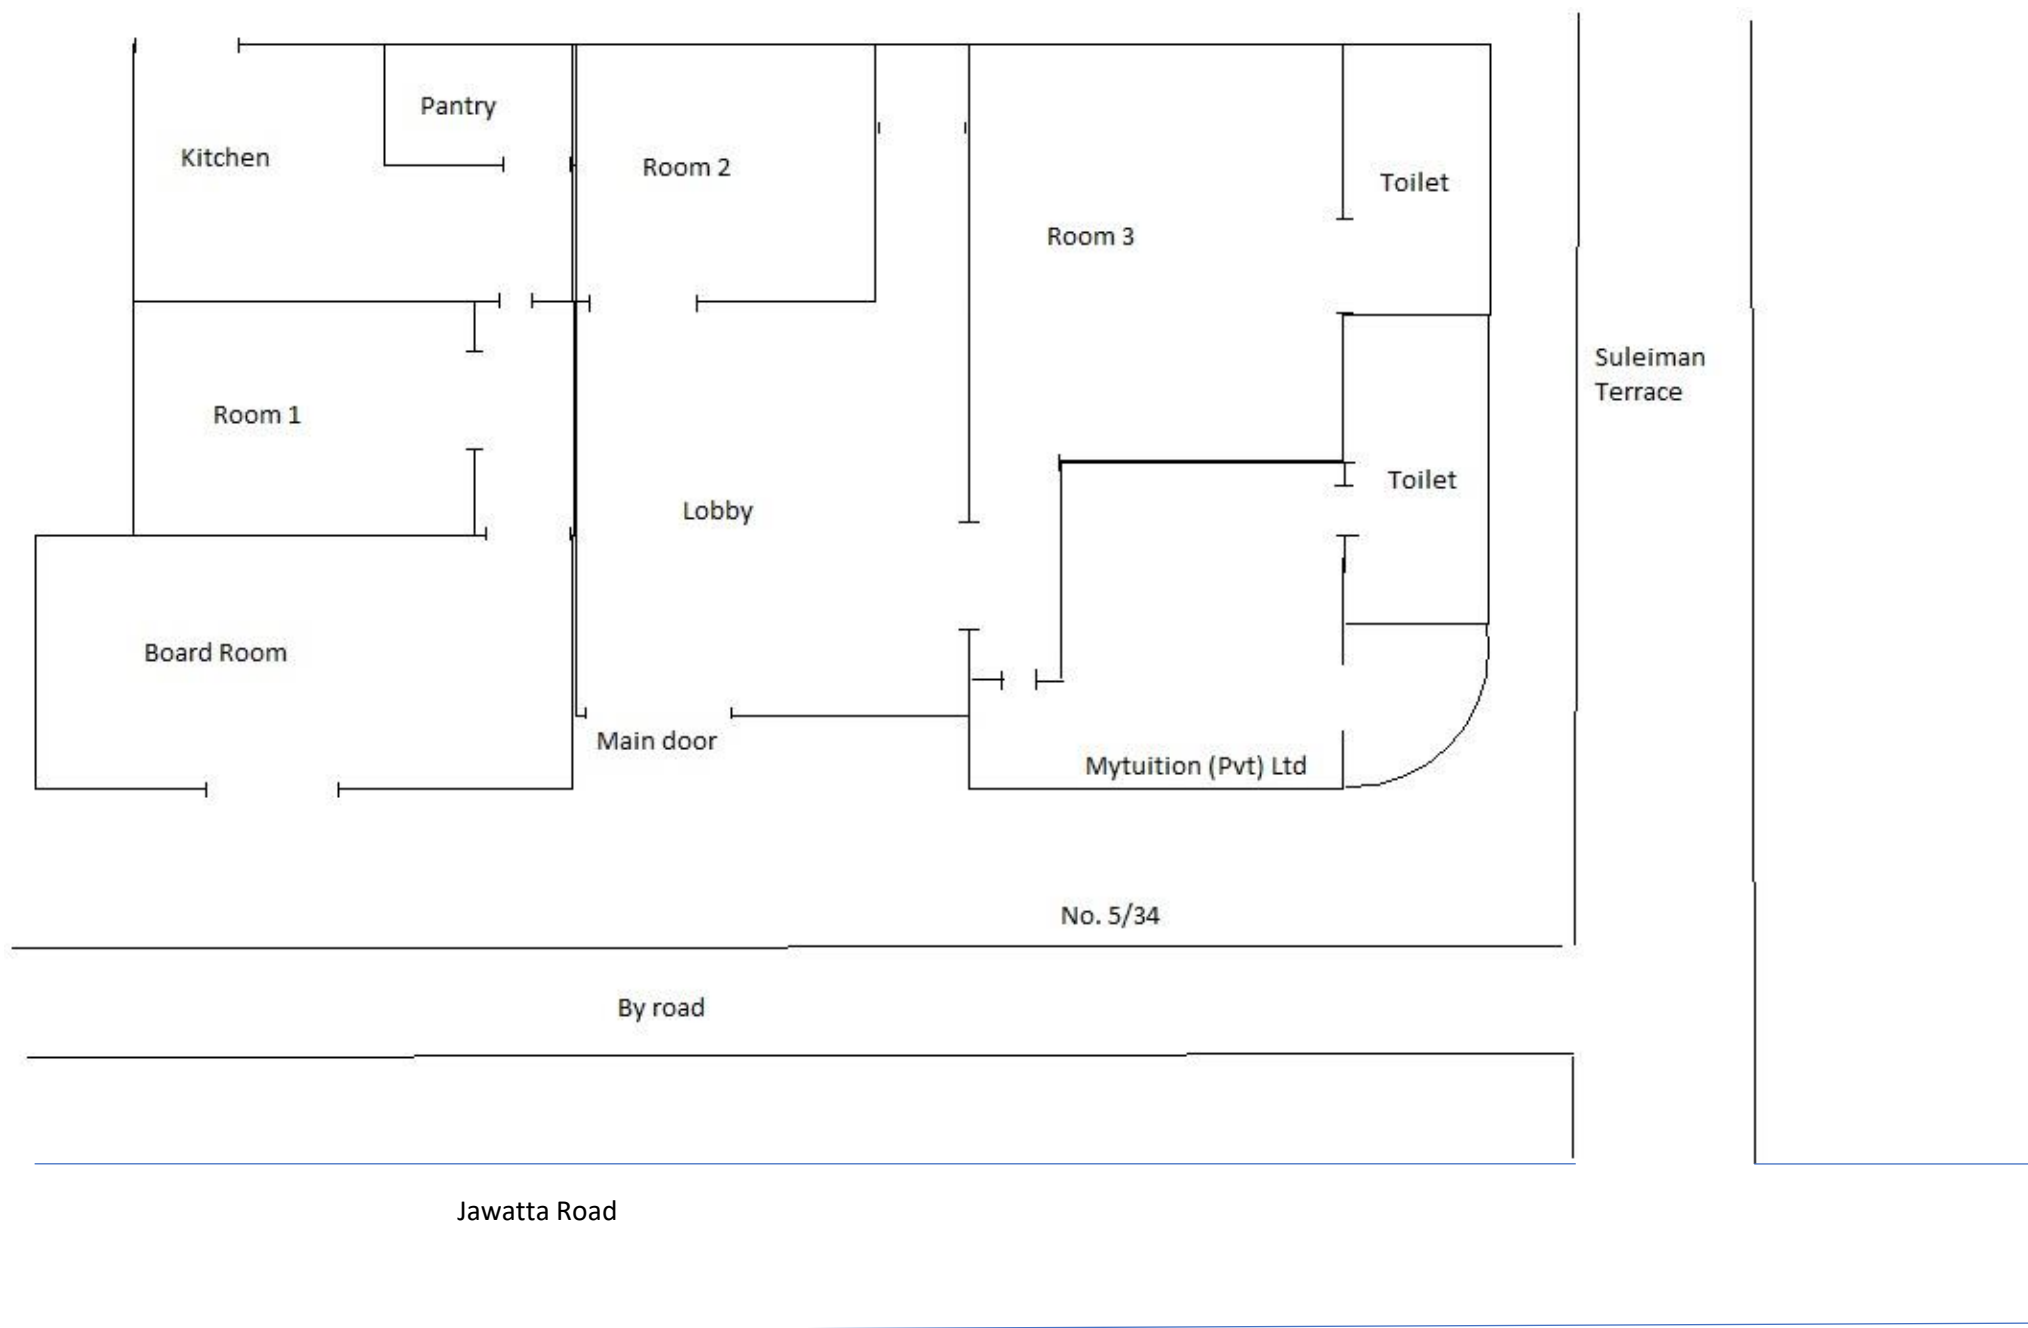 Pantry
Kitchen
Room 2
Toilet
Room 3
Suleiman
Terrace
Room 1
Toilet
Lobby
Board Room
Main door
Mytuition (Pvt) Ltd
No. 5/34
By road
Jawatta Road